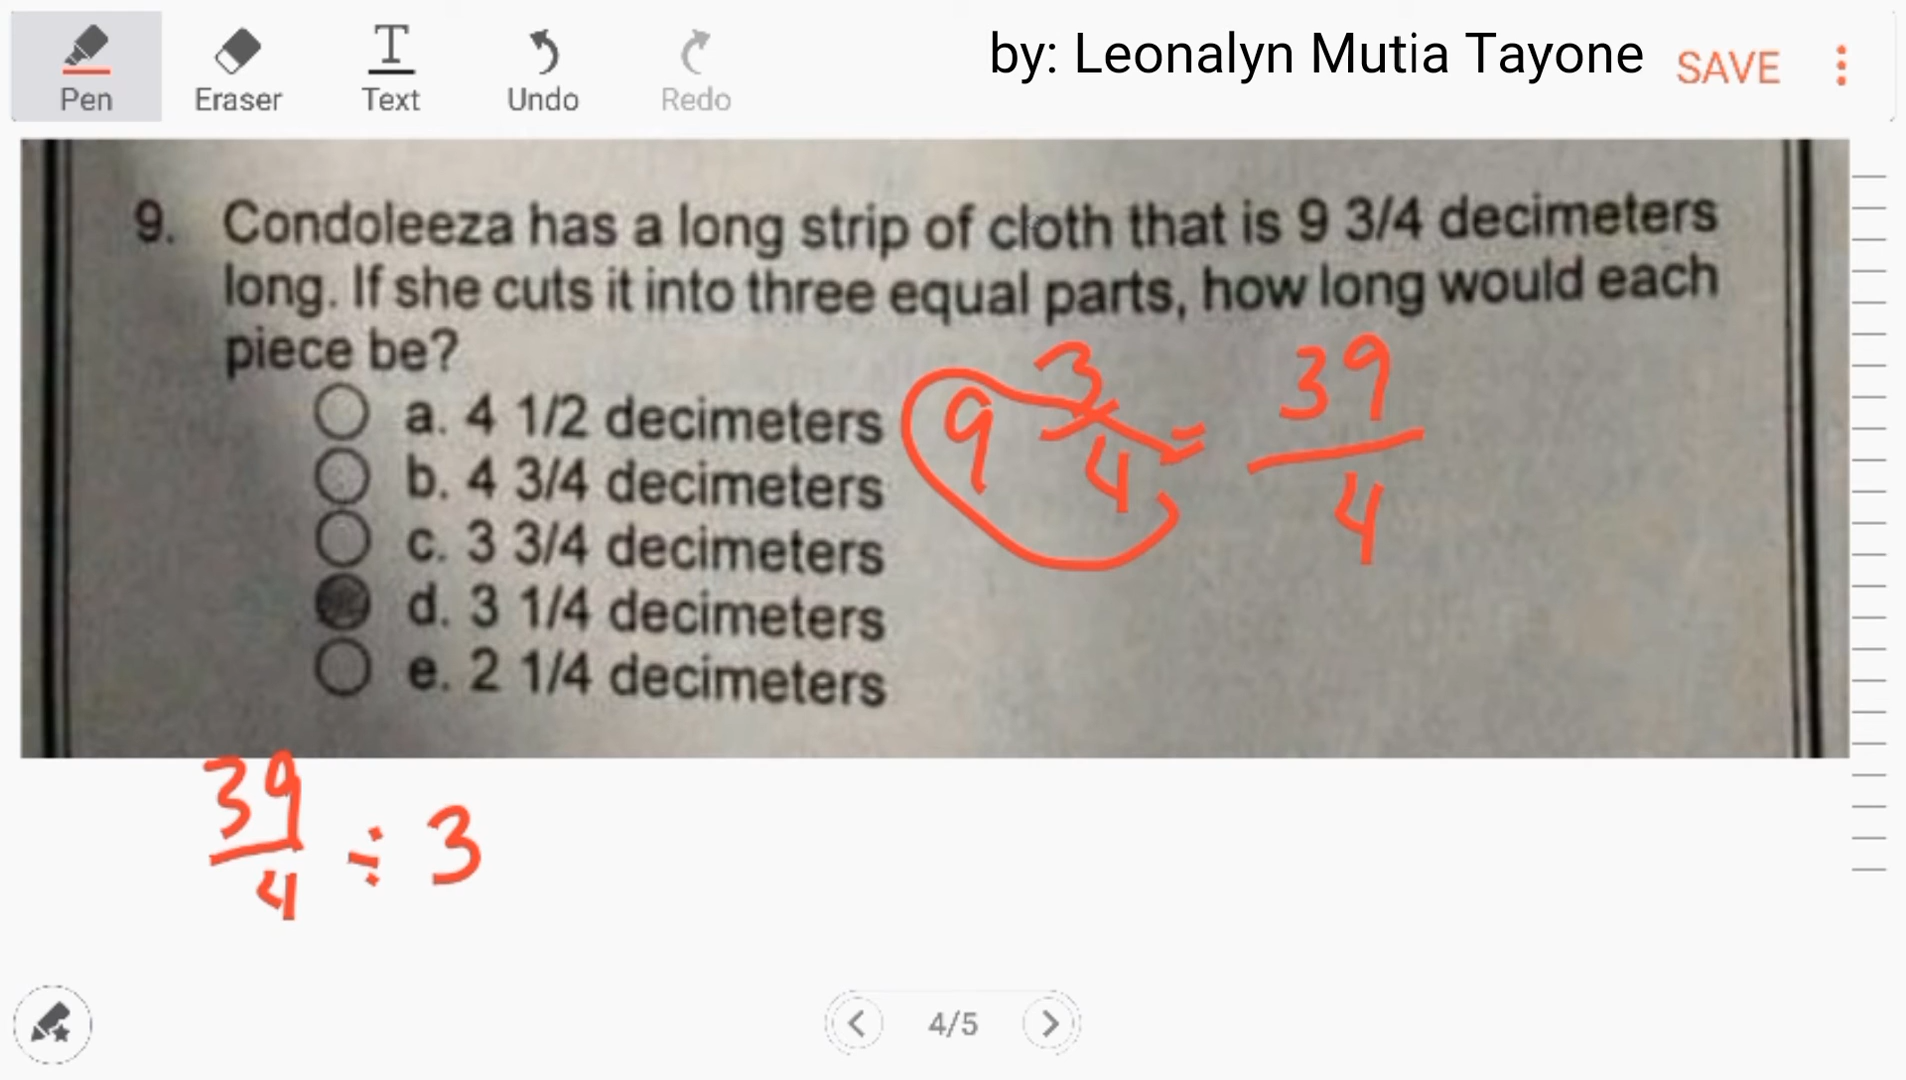 Pen
Eraser
Text
Undo
Redo
by: Leonalyn Mutia Tayone
SAVE
9. Condoleeza has a long strip of cloth that is 9 3/4 decimeters
long. If she cuts it into three equal parts, how long would each
piece be?
a. 4 1/2 decimeters
b. 4 3/4 decimeters
c. 3 3/4 decimeters
d. 3 1/4 decimeters
e. 2 1/4 decimeters
9 3/4 = 39/4
39/4 ÷ 3
4/5